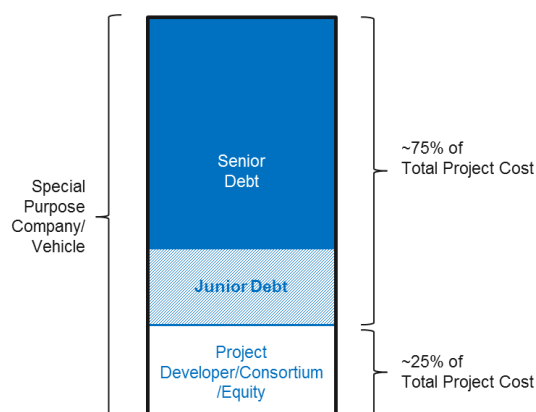 Special
Purpose
Company/
Vehicle
Senior
Debt
Junior Debt
Project
Developer/Consortium
/Equity
~75% of
Total Project Cost
~25% of
Total Project Cost